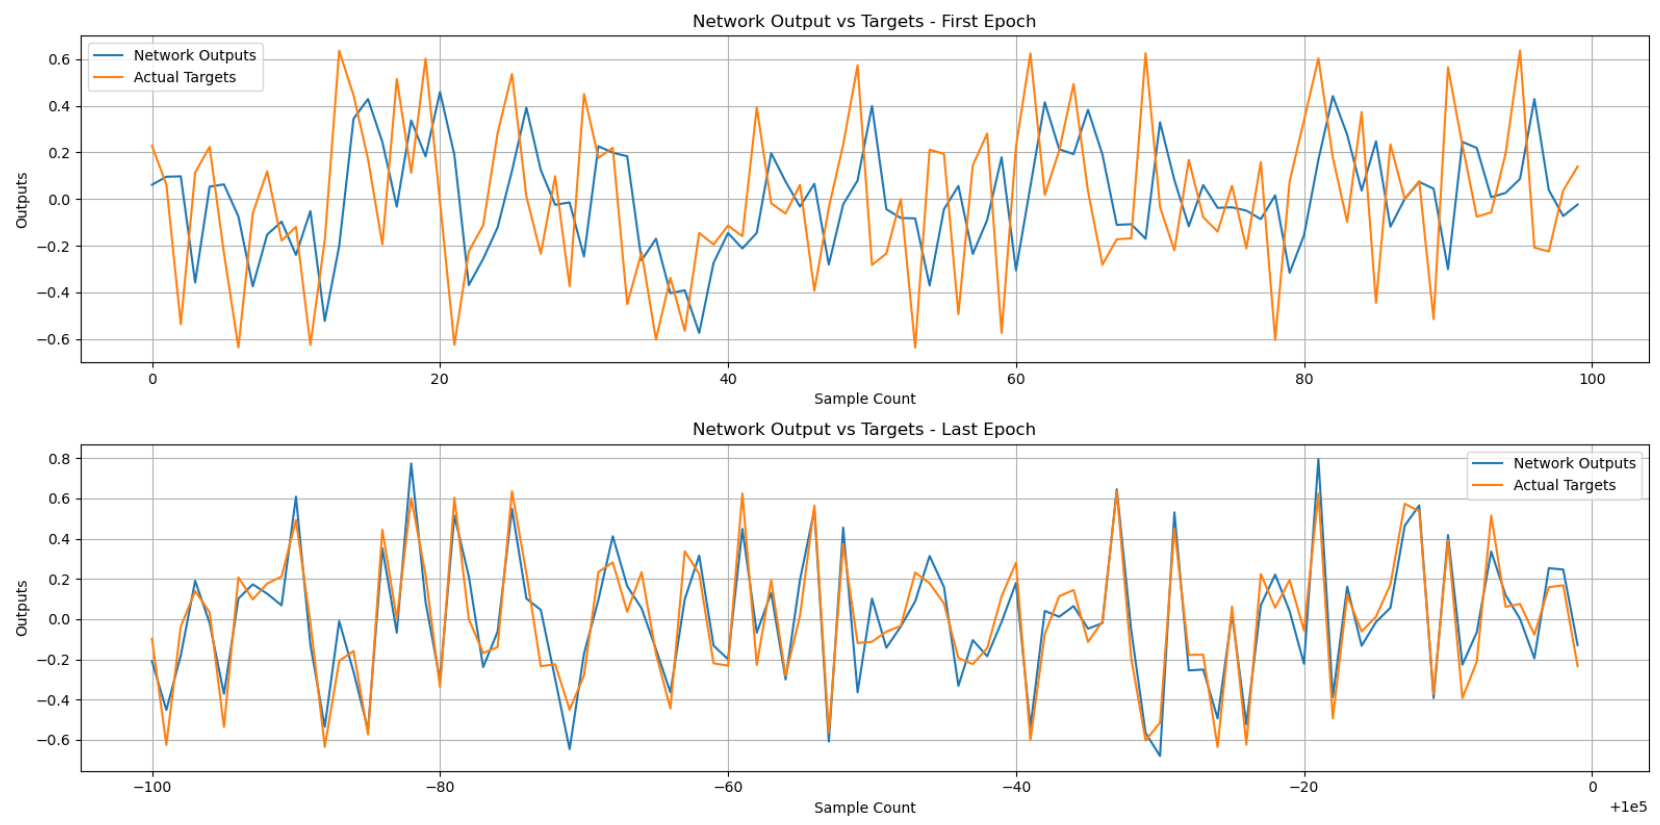 Network Output vs Targets - First Epoch
Network Outputs
Actual Targets
0.6
0.4
0.2
0.0
−0.2
−0.4
−0.6
Outputs
0 20 40 60 80 100
Sample Count
Network Output vs Targets - Last Epoch
Network Outputs
Actual Targets
0.8
0.6
0.4
0.2
0.0
−0.2
−0.4
−0.6
Outputs
−100 −80 −60 −40 −20 0
Sample Count
+1e5